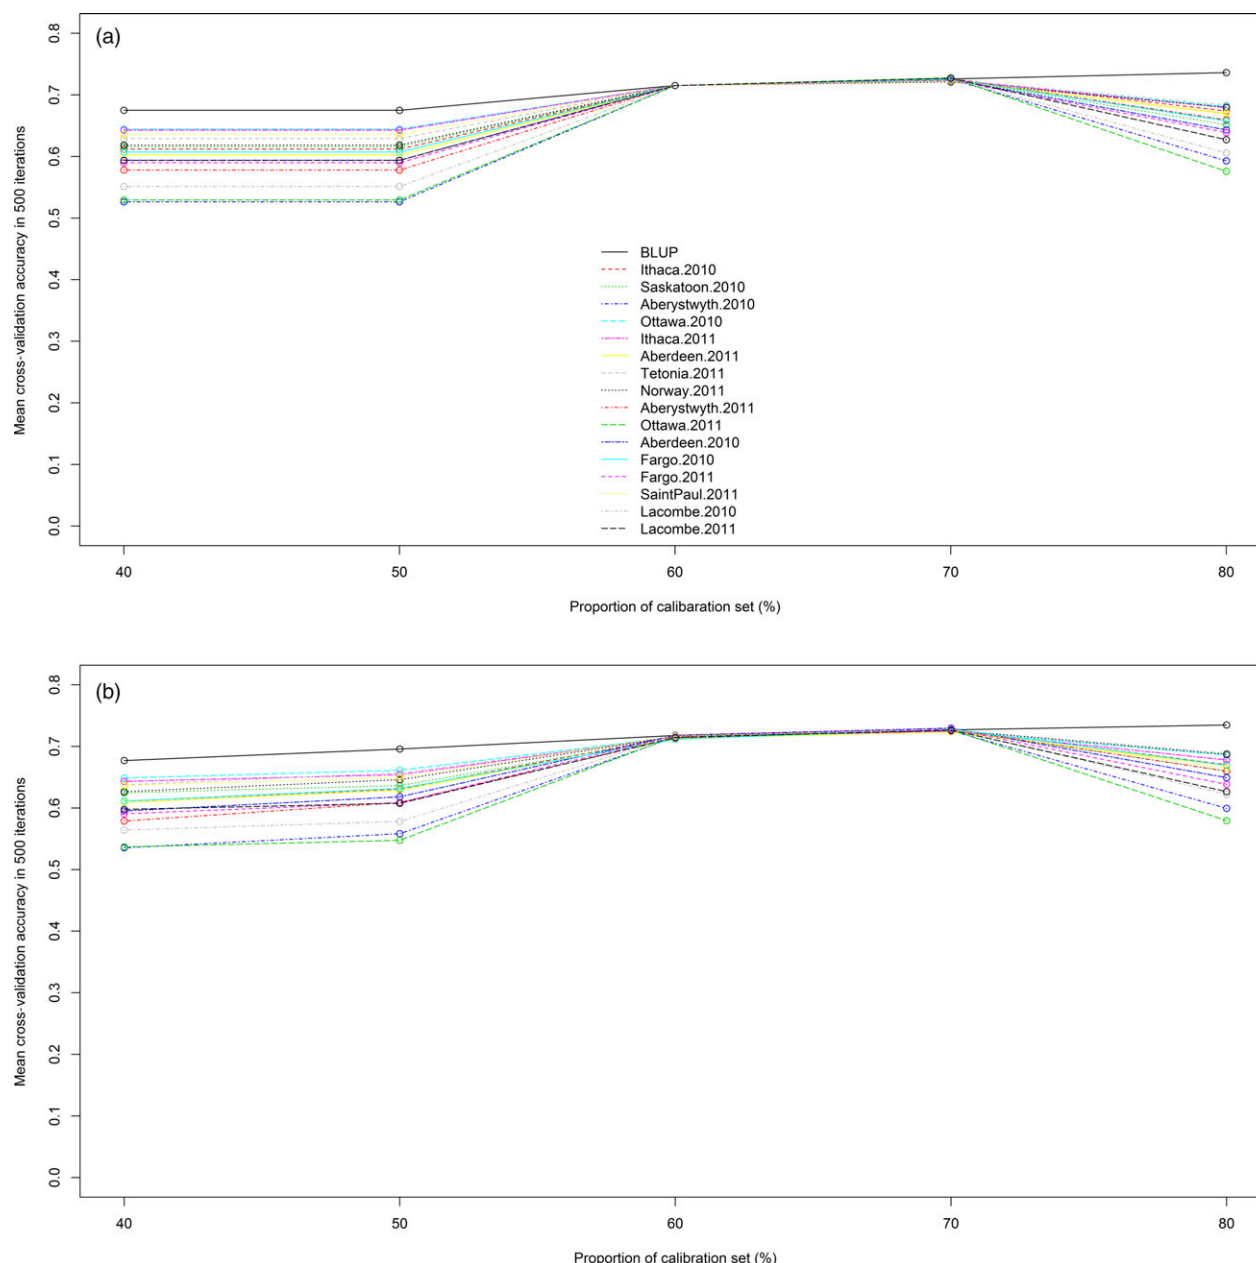 (a)
Mean cross-validation accuracy in 500 iterations
0.8
0.7
0.6
0.5
0.4
0.3
0.2
0.1
0.0
BLUP
Ithaca.2010
Saskatoon.2010
Aberystwyth.2010
Ottawa.2010
Ithaca.2011
Aberdeen.2011
Tetonia.2011
Norway.2011
Aberystwyth.2011
Ottawa.2011
Aberdeen.2010
Fargo.2010
Fargo.2011
SaintPaul.2011
Lacombe.2010
Lacombe.2011
40 50 60 70 80
Proportion of calibaration set (%)
(b)
Mean cross-validation accuracy in 500 iterations
0.8
0.7
0.6
0.5
0.4
0.3
0.2
0.1
0.0
40 50 60 70 80
Proportion of calibration set (%)